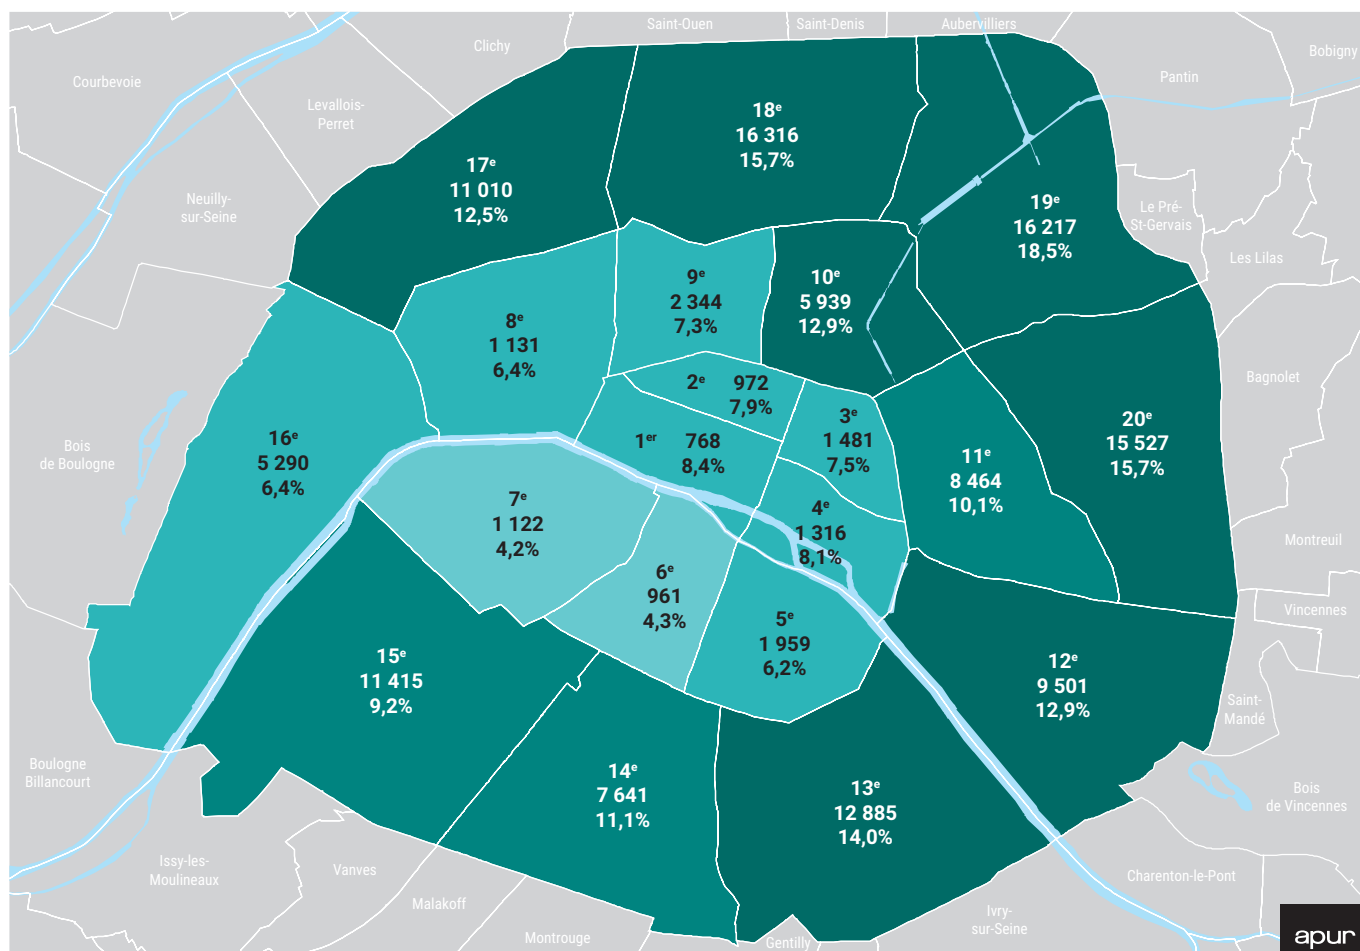 Saint-Ouen
Saint-Denis
Aubervilliers
Clichy
Bobigny
Pantin
Courbevoie
Levallois-
Perret
18e
16 316
15,7%
17e
11 010
12,5%
Neuilly-
sur-Seine
19e
16 217
18,5%
Le Pré-
St-Gervais
Les Lilas
9e
2 344
7,3%
10e
5 939
12,9%
8e
1 131
6,4%
2e
972
7,9%
Bagnolet
3e
1 481
7,5%
20e
15 527
15,7%
1er
768
8,4%
16e
5 290
6,4%
Bois
de Boulogne
11e
8 464
10,1%
7e
1 122
4,2%
4e
1 316
8,1%
Montreuil
6e
961
4,3%
Vincennes
5e
1 959
6,2%
15e
11 415
9,2%
12e
9 501
12,9%
Saint-
Mandé
Boulogne
Billancourt
14e
7 641
11,1%
13e
12 885
14,0%
Bois
de Vincennes
Issy-les-
Moulineaux
Vanves
Charenton-le-Pont
Malakoff
Ivry-
sur-Seine
Montrouge
Gentilly
apur